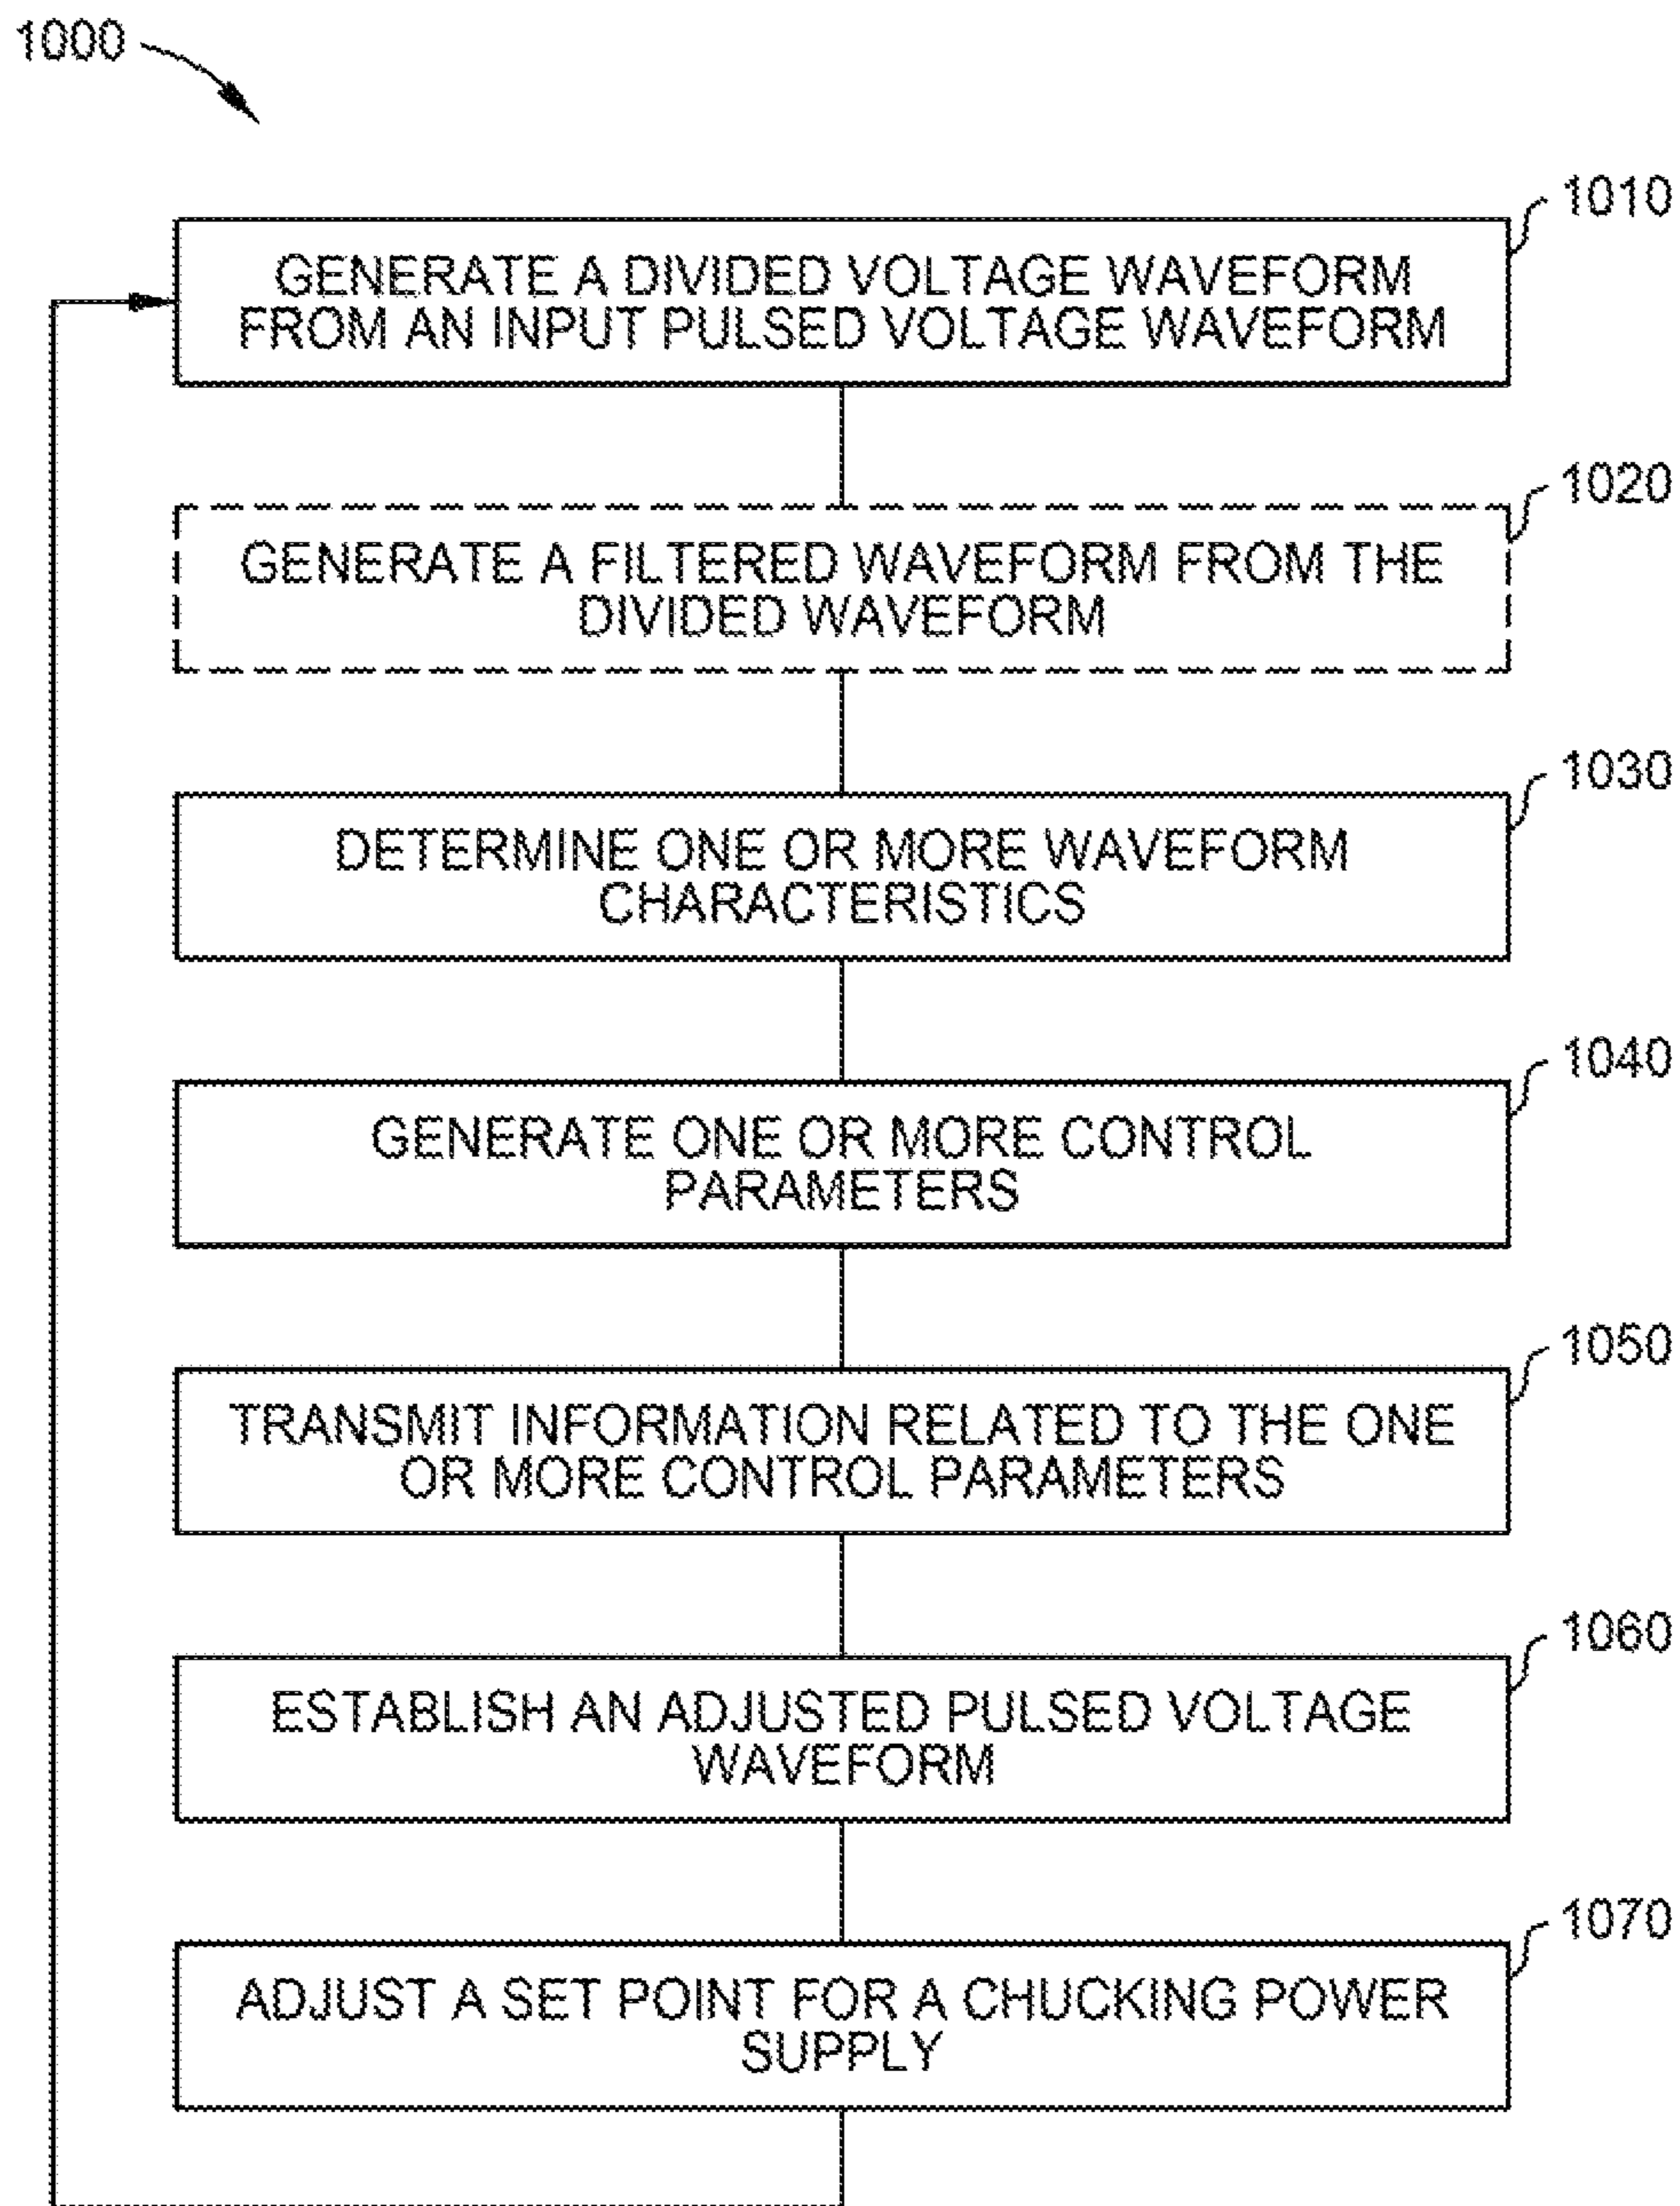 1000
1010
GENERATE A DIVIDED VOLTAGE WAVEFORM
FROM AN INPUT PULSED VOLTAGE WAVEFORM
1020
GENERATE A FILTERED WAVEFORM FROM THE
DIVIDED WAVEFORM
1030
DETERMINE ONE OR MORE WAVEFORM
CHARACTERISTICS
1040
GENERATE ONE OR MORE CONTROL
PARAMETERS
1050
TRANSMIT INFORMATION RELATED TO THE ONE
OR MORE CONTROL PARAMETERS
1060
ESTABLISH AN ADJUSTED PULSED VOLTAGE
WAVEFORM
1070
ADJUST A SET POINT FOR A CHUCKING POWER
SUPPLY